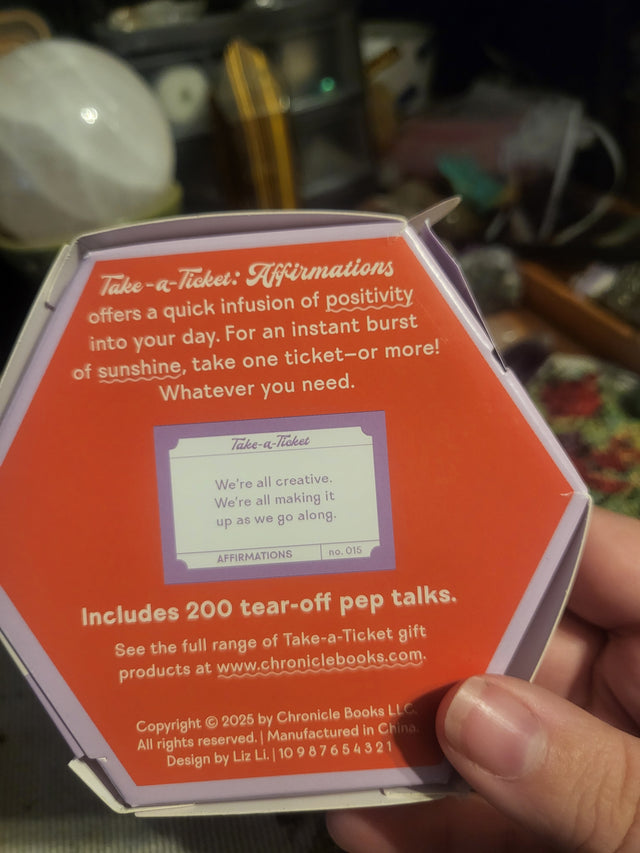 Take-a-Ticket: Affirmations
offers a quick infusion of positivity
into your day. For an instant burst
of sunshine, take one ticket—or more!
Whatever you need.
Take-a-Ticket
We're all creative.
We're all making it
up as we go along.
AFFIRMATIONS no. 015
Includes 200 tear-off pep talks.
See the full range of Take-a-Ticket gift
products at www.chroniclebooks.com.
Copyright © 2025 by Chronicle Books LLC.
All rights reserved. | Manufactured in China.
Design by Liz Li. | 10 9 8 7 6 5 4 3 2 1